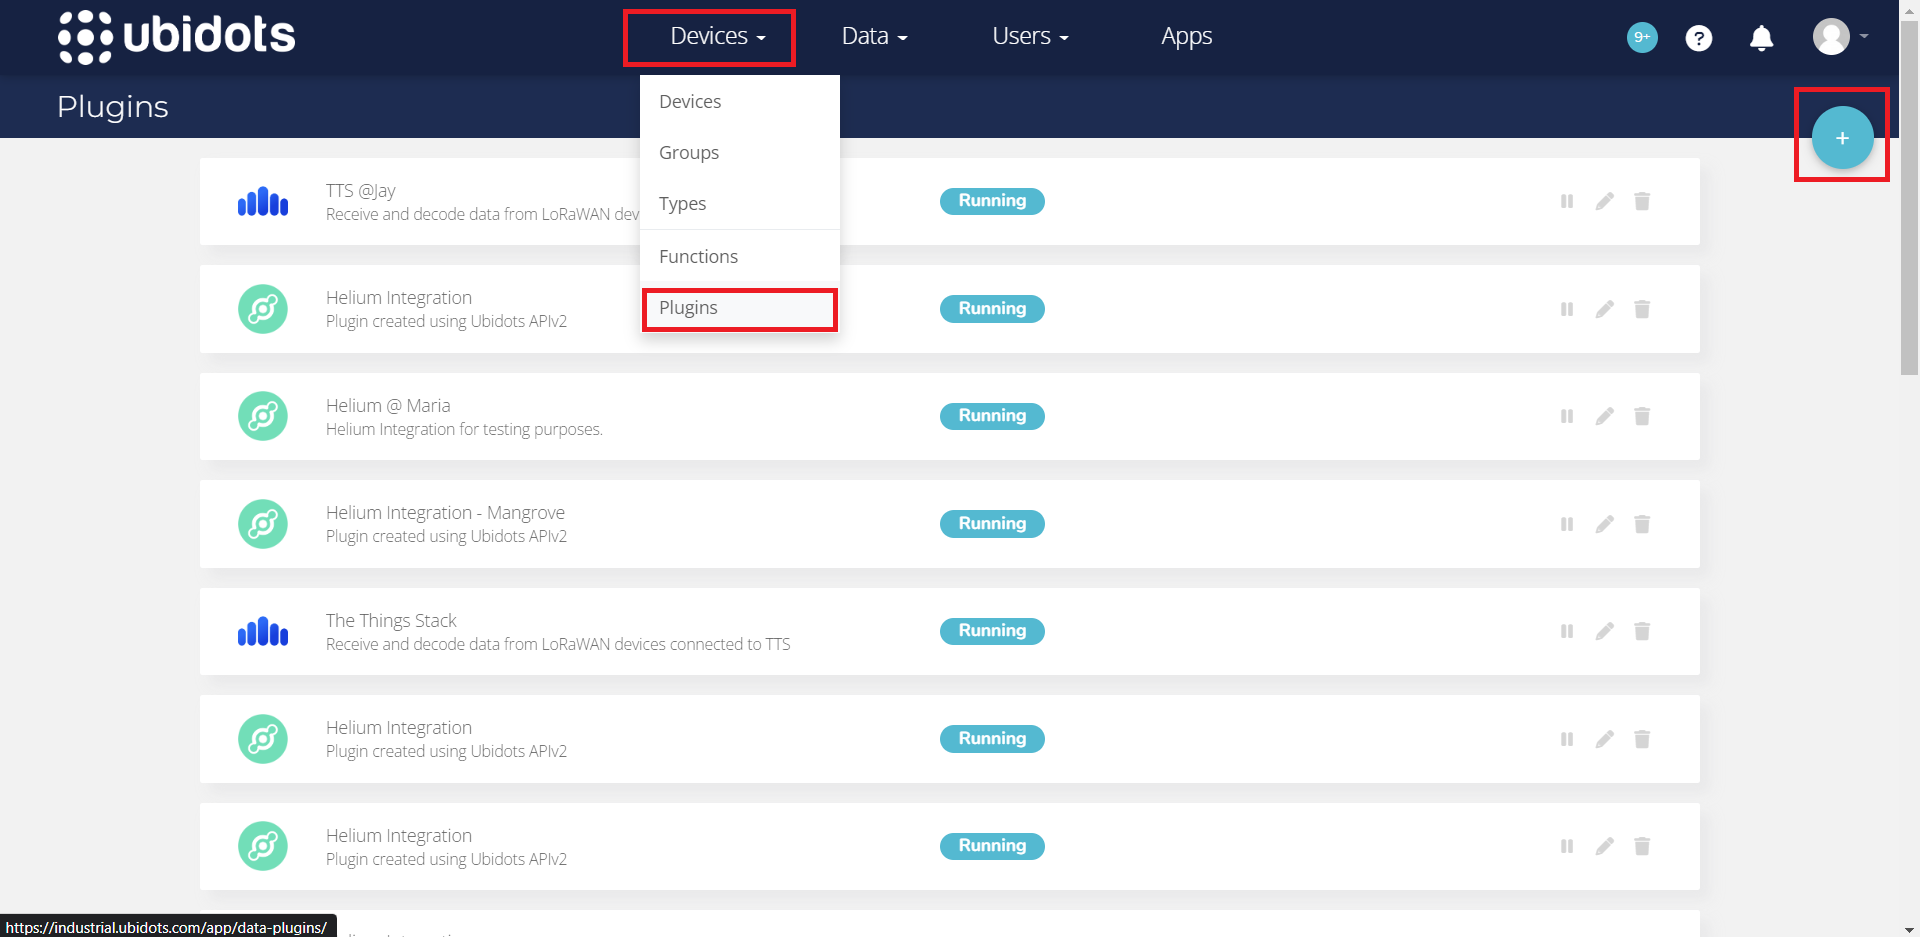 ubidots
Devices
Data
Users
Apps
9+
?
Plugins
+
Devices
Groups
Types
Functions
Plugins
TTS @Jay
Receive and decode data from LoRaWAN dev
Running
Helium Integration
Plugin created using Ubidots APIv2
Running
Helium @ Maria
Helium Integration for testing purposes.
Running
Helium Integration - Mangrove
Plugin created using Ubidots APIv2
Running
The Things Stack
Receive and decode data from LoRaWAN devices connected to TTS
Running
Helium Integration
Plugin created using Ubidots APIv2
Running
Helium Integration
Plugin created using Ubidots APIv2
Running
https://industrial.ubidots.com/app/data-plugins/